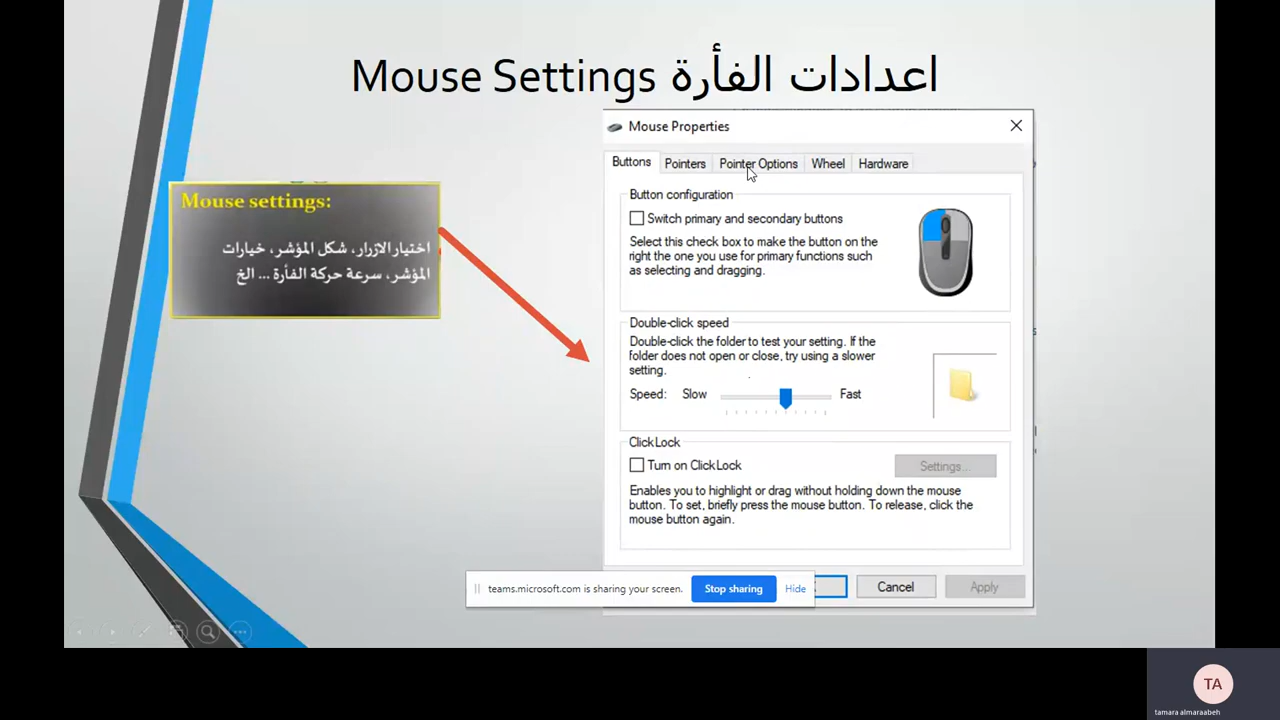 Mouse Settings اعدادات الفأرة
Mouse settings:
اختيار الازرار، شكل المؤشر، خيارات
المؤشر، سرعة حركة الفأرة ... الخ
Mouse Properties
Buttons Pointers Pointer Options Wheel Hardware
Button configuration
Switch primary and secondary buttons
Select this check box to make the button on the
right the one you use for primary functions such
as selecting and dragging.
Double-click speed
Double-click the folder to test your setting. If the
folder does not open or close, try using a slower
setting.
Speed: Slow Fast
ClickLock
Turn on ClickLock
Settings...
Enables you to highlight or drag without holding down the mouse
button. To set, briefly press the mouse button. To release, click the
mouse button again.
teams.microsoft.com is sharing your screen. Stop sharing Hide
Cancel Apply
TA
tamara almaraabeh